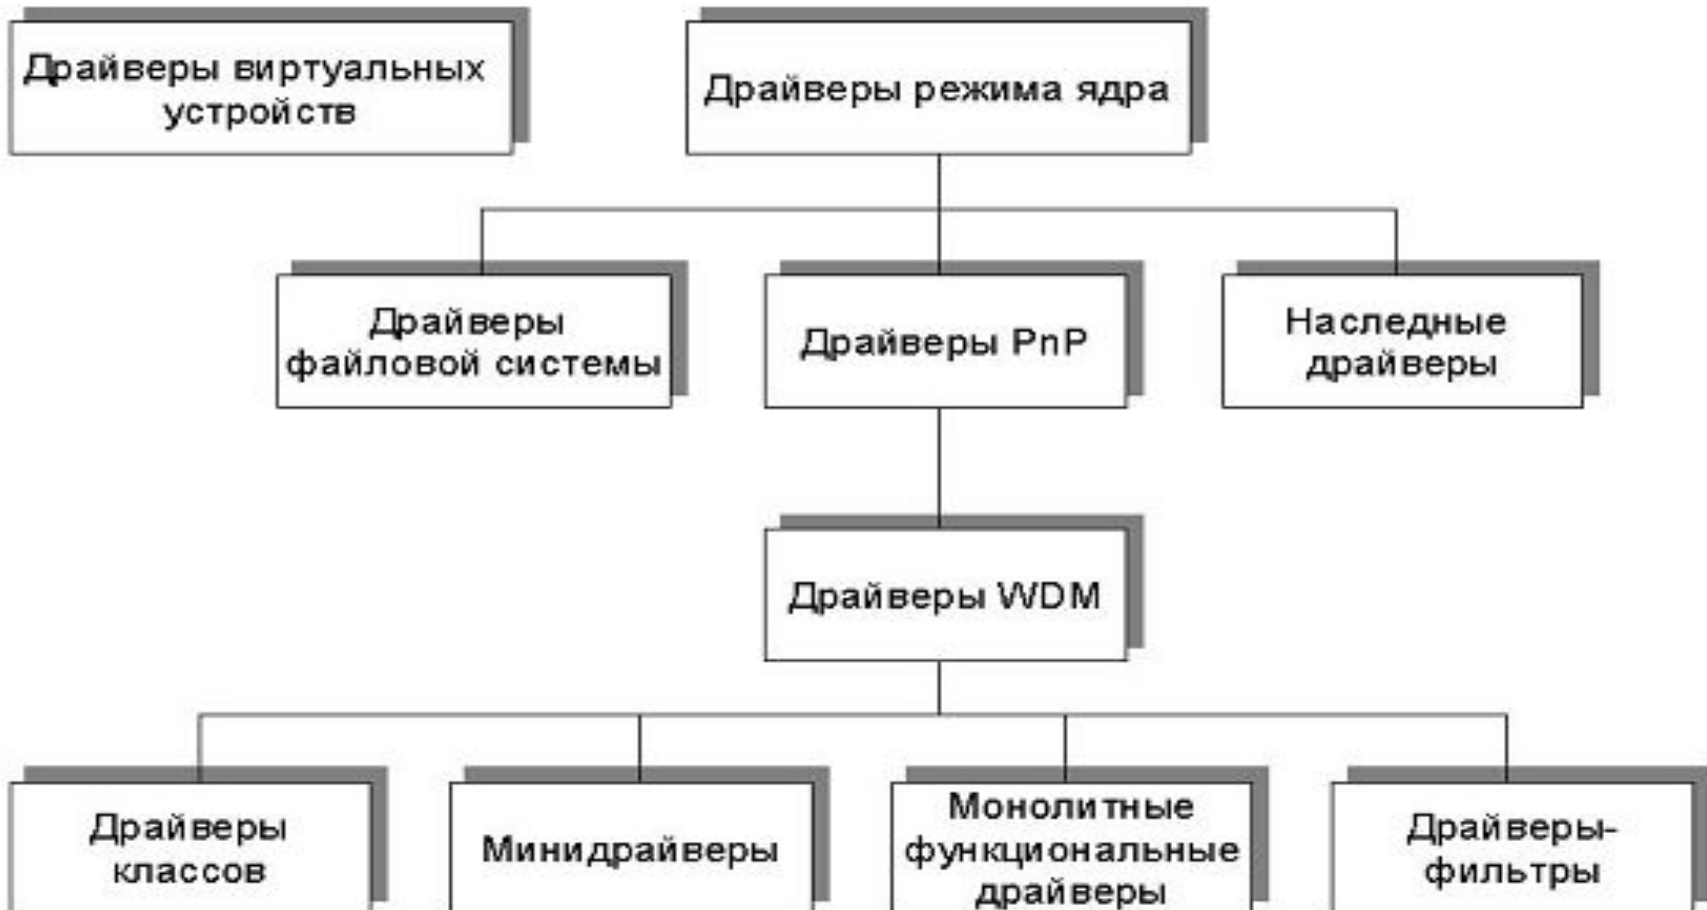 Драйверы виртуальных
устройств
Драйверы режима ядра
Драйверы
файловой системы
Драйверы PnP
Наследные
драйверы
Драйверы WDM
Драйверы
классов
Минидрайверы
Монолитные
функциональные
драйверы
Драйверы-
фильтры